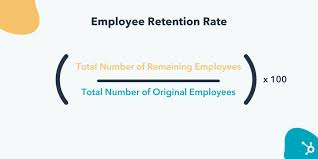 Employee Retention Rate
Total Number of Remaining Employees
Total Number of Original Employees
x 100